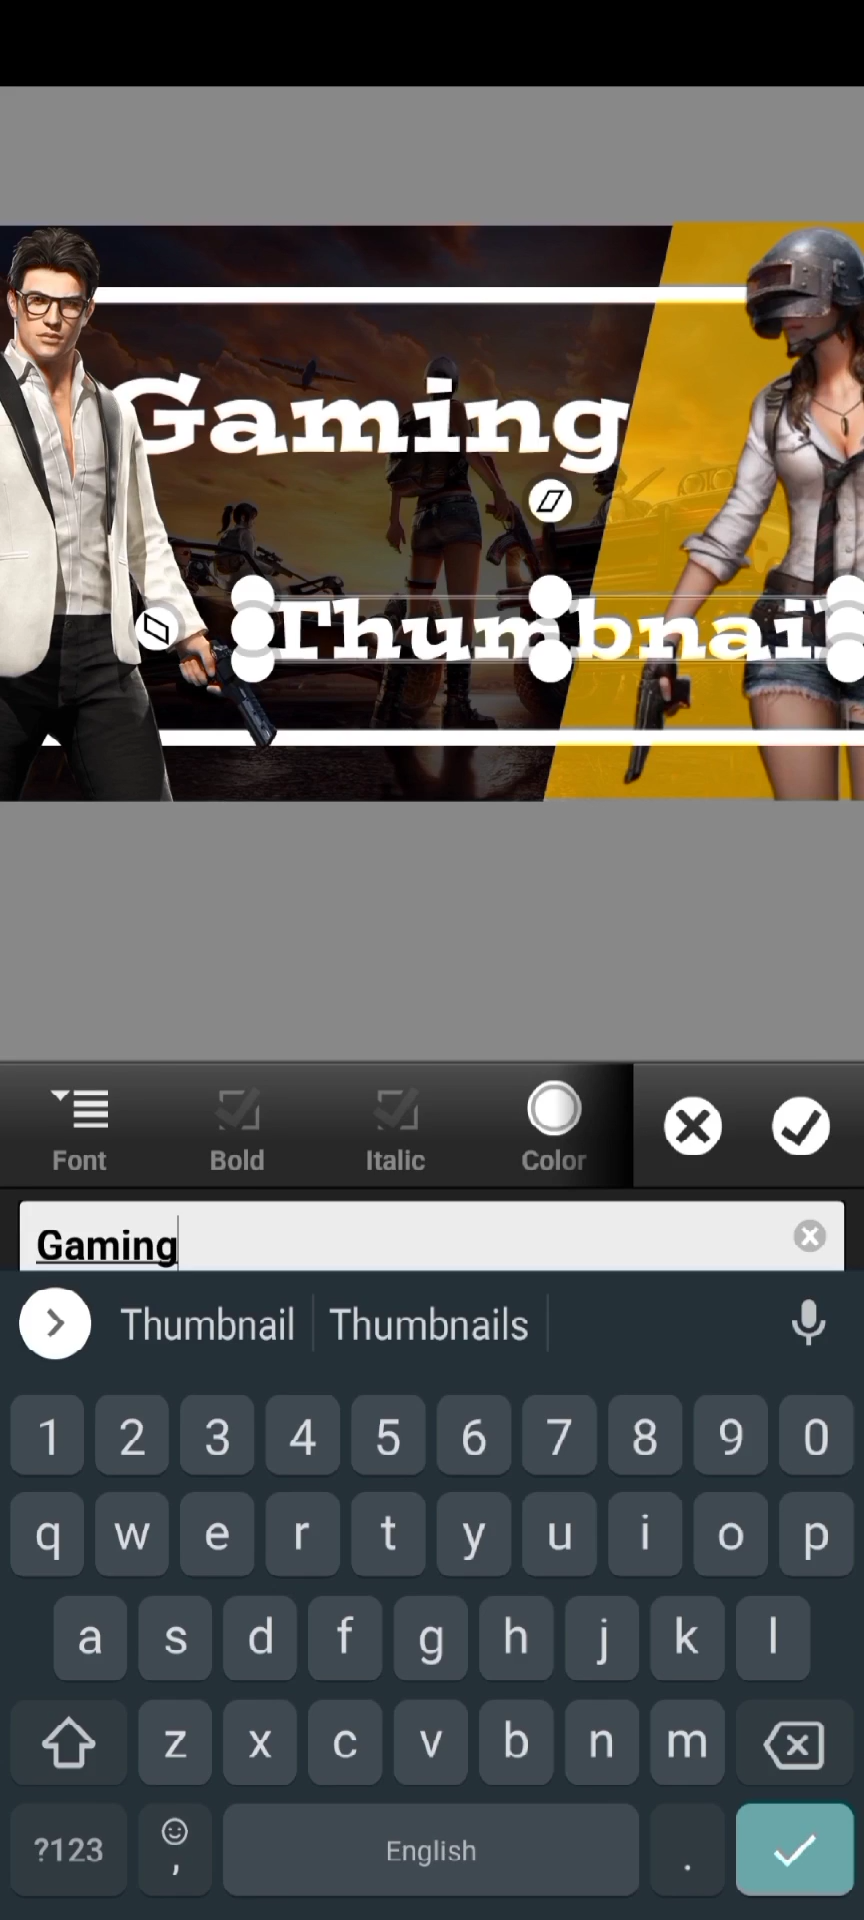 Gaming
Thumbnail
Font Bold Italic Color
Gaming
Thumbnail Thumbnails
1 2 3 4 5 6 7 8 9 0
q w e r t y u i o p
a s d f g h j k l
z x c v b n m
?123 , English .